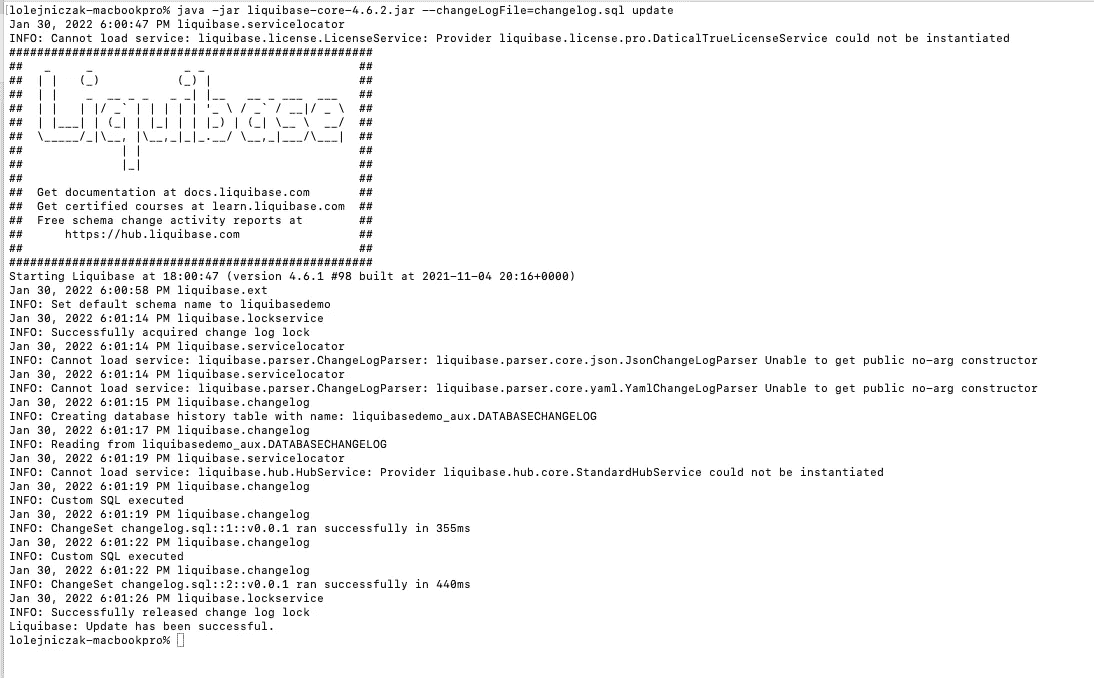 [lolejniczak-macbookpro% java -jar liquibase-core-4.6.2.jar --changeLogFile=changelog.sql update
Jan 30, 2022 6:00:47 PM liquibase.servicelocator
INFO: Cannot load service: liquibase.license.LicenseService: Provider liquibase.license.pro.DaticalTrueLicenseService could not be instantiated
####################################################
##   _     _             _ _                      ##
##  | |   (_)           (_) |                     ##
##  | |    _  __ _ _   _ _| |__   __ _ ___  ___   ##
##  | |   | |/ _` | | | | | '_ \ / _` / __|/ _ \  ##
##  | |___| | (_| | |_| | | |_) | (_| \__ \  __/  ##
##  \_____/_|\__, |\__,_|_|_.__/ \__,_|___/\___|  ##
##              | |                               ##
##              |_|                               ##
##                                                ##
##  Get documentation at docs.liquibase.com       ##
##  Get certified courses at learn.liquibase.com  ##
##  Free schema change activity reports at        ##
##      https://hub.liquibase.com                 ##
##                                                ##
####################################################
Starting Liquibase at 18:00:47 (version 4.6.1 #98 built at 2021-11-04 20:16+0000)
Jan 30, 2022 6:00:58 PM liquibase.ext
INFO: Set default schema name to liquibasedemo
Jan 30, 2022 6:01:14 PM liquibase.lockservice
INFO: Successfully acquired change log lock
Jan 30, 2022 6:01:14 PM liquibase.servicelocator
INFO: Cannot load service: liquibase.parser.ChangeLogParser: liquibase.parser.core.json.JsonChangeLogParser Unable to get public no-arg constructor
Jan 30, 2022 6:01:14 PM liquibase.servicelocator
INFO: Cannot load service: liquibase.parser.ChangeLogParser: liquibase.parser.core.yaml.YamlChangeLogParser Unable to get public no-arg constructor
Jan 30, 2022 6:01:15 PM liquibase.changelog
INFO: Creating database history table with name: liquibasedemo_aux.DATABASECHANGELOG
Jan 30, 2022 6:01:17 PM liquibase.changelog
INFO: Reading from liquibasedemo_aux.DATABASECHANGELOG
Jan 30, 2022 6:01:19 PM liquibase.servicelocator
INFO: Cannot load service: liquibase.hub.HubService: Provider liquibase.hub.core.StandardHubService could not be instantiated
Jan 30, 2022 6:01:19 PM liquibase.changelog
INFO: Custom SQL executed
Jan 30, 2022 6:01:19 PM liquibase.changelog
INFO: ChangeSet changelog.sql::1::v0.0.1 ran successfully in 355ms
Jan 30, 2022 6:01:22 PM liquibase.changelog
INFO: Custom SQL executed
Jan 30, 2022 6:01:22 PM liquibase.changelog
INFO: ChangeSet changelog.sql::2::v0.0.1 ran successfully in 440ms
Jan 30, 2022 6:01:26 PM liquibase.lockservice
INFO: Successfully released change log lock
Liquibase: Update has been successful.
lolejniczak-macbookpro%